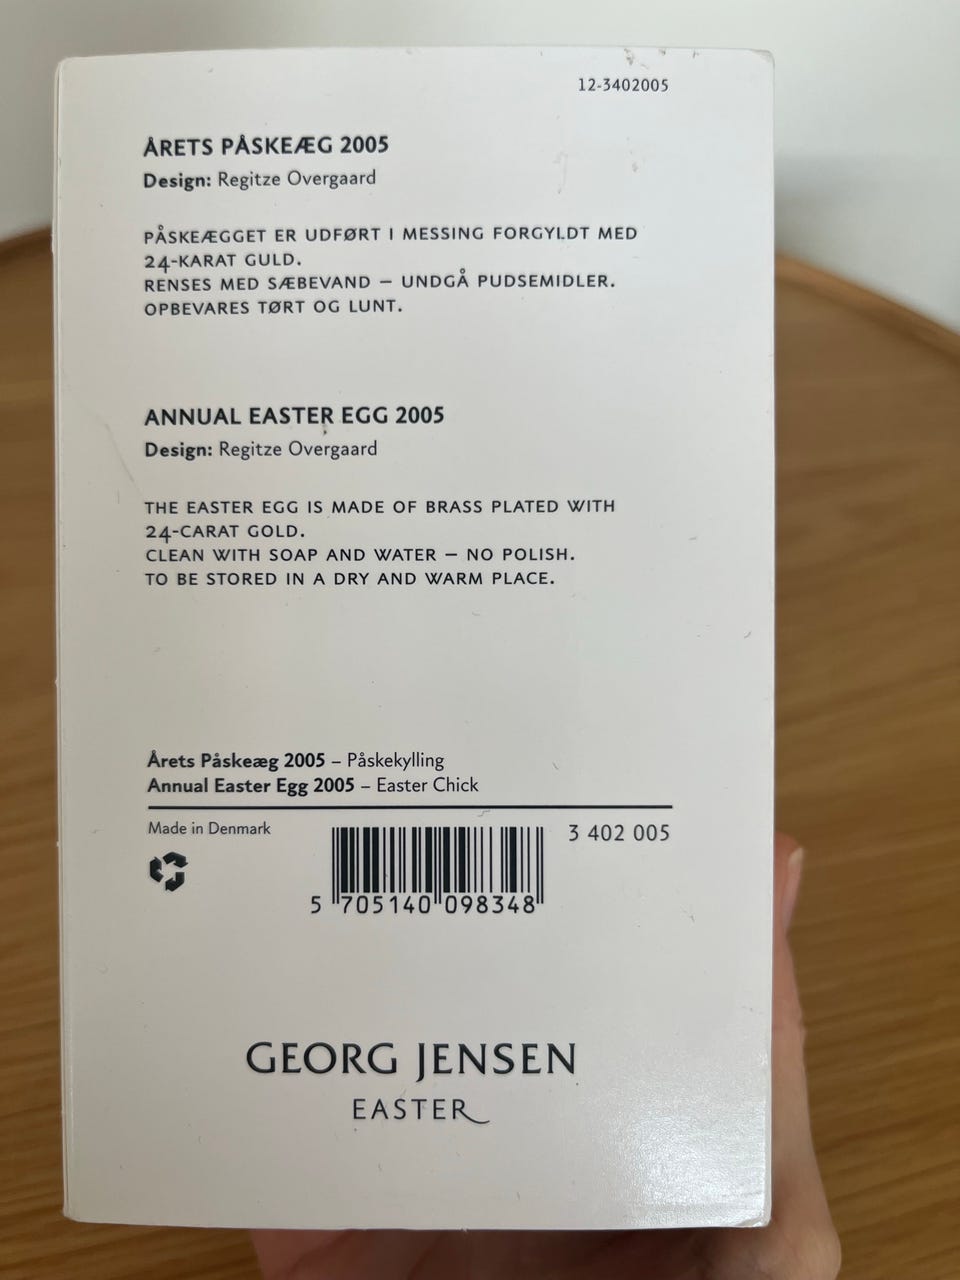 12-3402005
ÅRETS PÅSKEÆG 2005
Design: Regitze Overgaard
PÅSKEÆGGET ER UDFØRT I MESSING FORGYLDT MED
24-KARAT GULD.
RENSES MED SÆBEVAND – UNDGÅ PUDSEMIDLER.
OPBEVARES TØRT OG LUNT.
ANNUAL EASTER EGG 2005
Design: Regitze Overgaard
THE EASTER EGG IS MADE OF BRASS PLATED WITH
24-CARAT GOLD.
CLEAN WITH SOAP AND WATER – NO POLISH.
TO BE STORED IN A DRY AND WARM PLACE.
Årets Påskeæg 2005 – Påskekylling
Annual Easter Egg 2005 – Easter Chick
Made in Denmark
3 402 005
5 705140 098348
GEORG JENSEN
EASTER